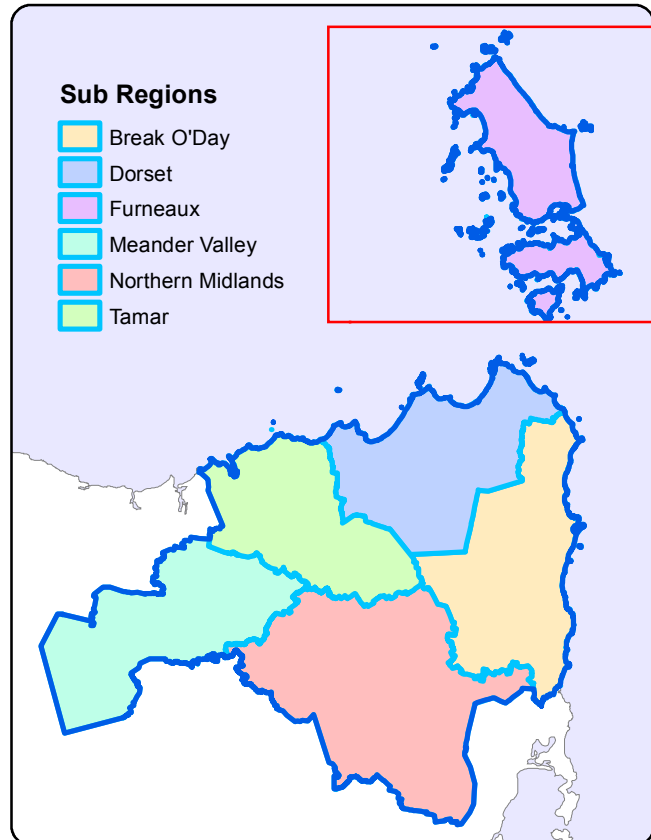 Sub Regions
Break O'Day
Dorset
Furneaux
Meander Valley
Northern Midlands
Tamar